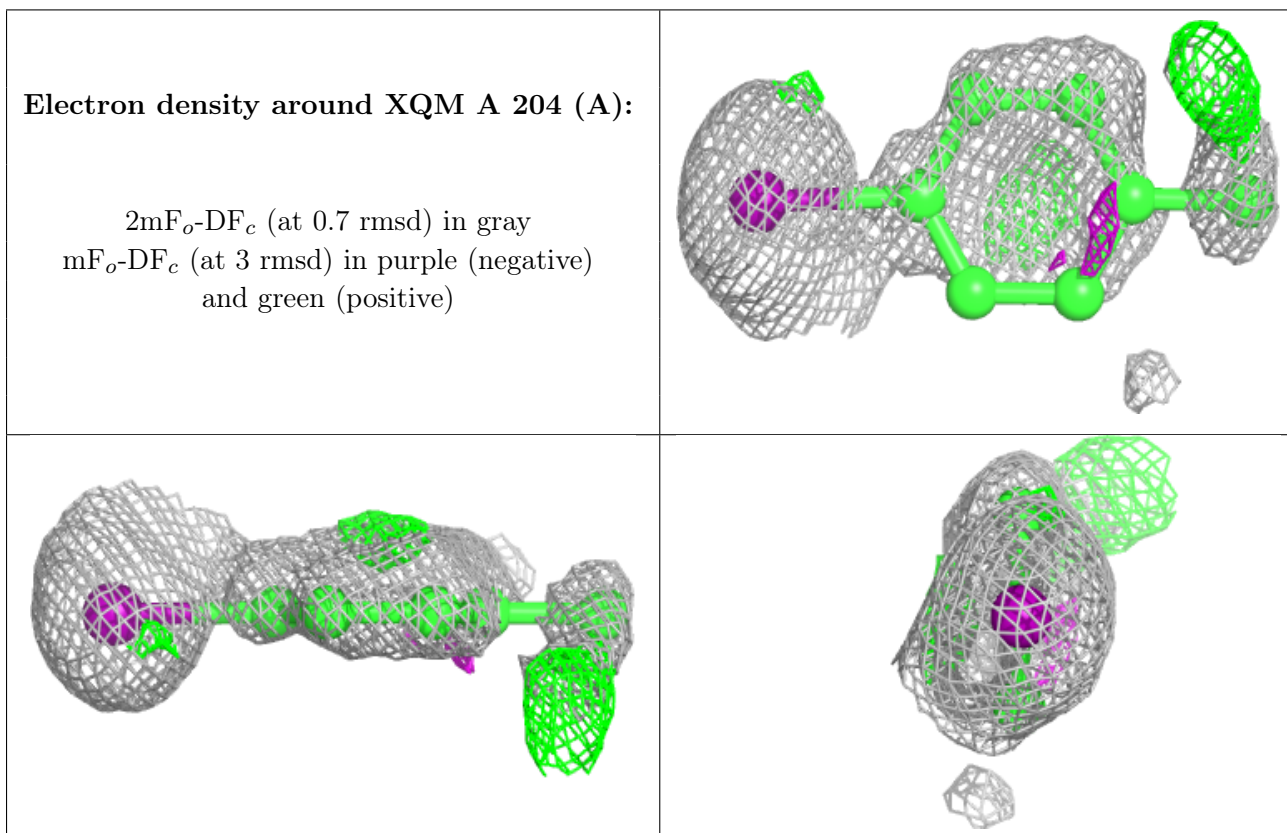 Electron density around XQM A 204 (A):
2mFₒ-DF𝒸 (at 0.7 rmsd) in gray
mFₒ-DF𝒸 (at 3 rmsd) in purple (negative)
and green (positive)